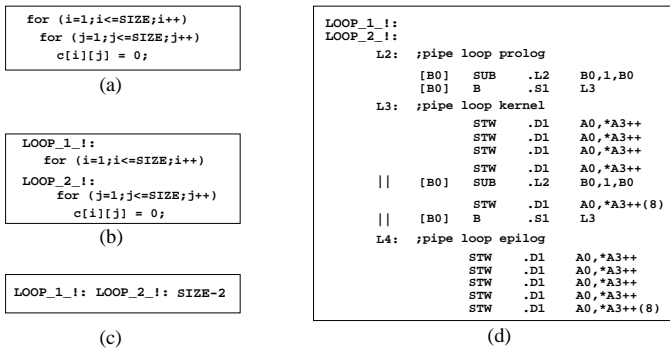 for (i=1;i<=SIZE;i++)
for (j=1;j<=SIZE;j++)
c[i][j] = 0;
(a)
LOOP_1_!:
for (i=1;i<=SIZE;i++)
LOOP_2_!:
for (j=1;j<=SIZE;j++)
c[i][j] = 0;
(b)
LOOP_1_!: LOOP_2_!: SIZE-2
(c)
LOOP_1_!:
LOOP_2_!:
L2: ;pipe loop prolog
[B0] SUB .L2 B0,1,B0
[B0] B .S1 L3
L3: ;pipe loop kernel
STW .D1 A0,*A3++
STW .D1 A0,*A3++
STW .D1 A0,*A3++
STW .D1 A0,*A3++
|| [B0] SUB .L2 B0,1,B0
STW .D1 A0,*A3++(8)
|| [B0] B .S1 L3
L4: ;pipe loop epilog
STW .D1 A0,*A3++
STW .D1 A0,*A3++
STW .D1 A0,*A3++
STW .D1 A0,*A3++
STW .D1 A0,*A3++(8)
(d)